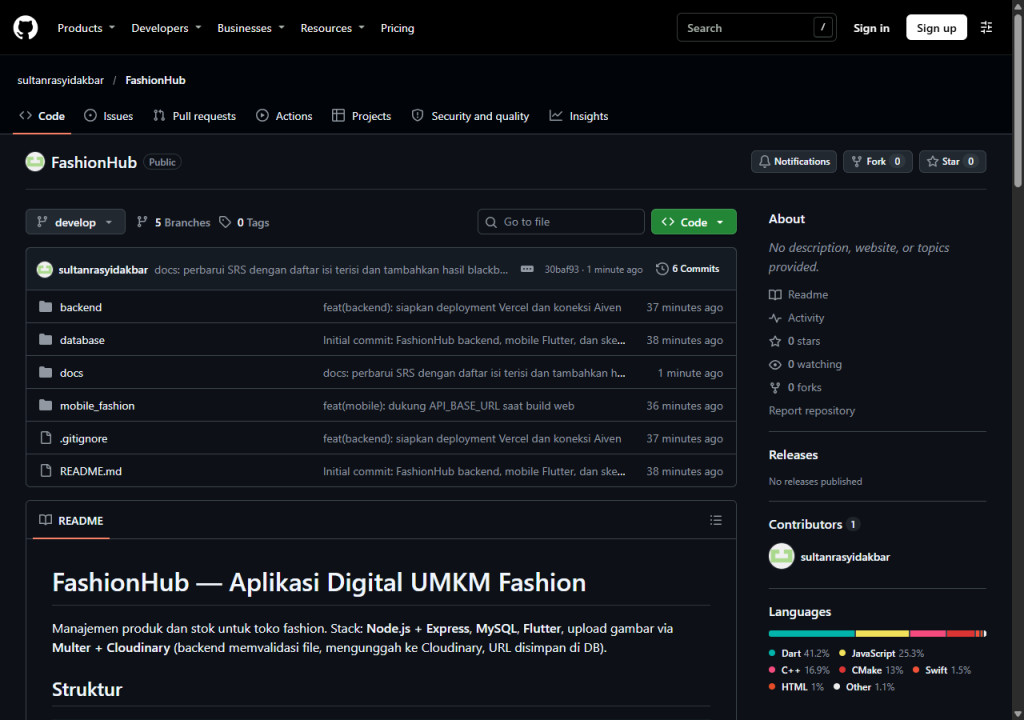 Products Developers Businesses Resources Pricing Search / Sign in Sign up
sultanrasyidakbar / FashionHub
Code Issues Pull requests Actions Projects Security and quality Insights
FashionHub Public Notifications Fork 0 Star 0
develop 5 Branches 0 Tags Go to file Code
sultanrasyidakbar docs: perbarui SRS dengan daftar isi terisi dan tambahkan hasil blackb... 30baf93 · 1 minute ago 6 Commits
backend feat(backend): siapkan deployment Vercel dan koneksi Aiven 37 minutes ago
database Initial commit: FashionHub backend, mobile Flutter, dan ske... 38 minutes ago
docs docs: perbarui SRS dengan daftar isi terisi dan tambahkan h... 1 minute ago
mobile_fashion feat(mobile): dukung API_BASE_URL saat build web 36 minutes ago
.gitignore feat(backend): siapkan deployment Vercel dan koneksi Aiven 37 minutes ago
README.md Initial commit: FashionHub backend, mobile Flutter, dan ske... 38 minutes ago
README
FashionHub — Aplikasi Digital UMKM Fashion
Manajemen produk dan stok untuk toko fashion. Stack: Node.js + Express, MySQL, Flutter, upload gambar via
Multer + Cloudinary (backend memvalidasi file, mengunggah ke Cloudinary, URL disimpan di DB).
Struktur
About
No description, website, or topics
provided.
Readme
Activity
0 stars
0 watching
0 forks
Report repository
Releases
No releases published
Contributors 1
sultanrasyidakbar
Languages
Dart 41.2% JavaScript 25.3%
C++ 16.9% CMake 13% Swift 1.5%
HTML 1% Other 1.1%